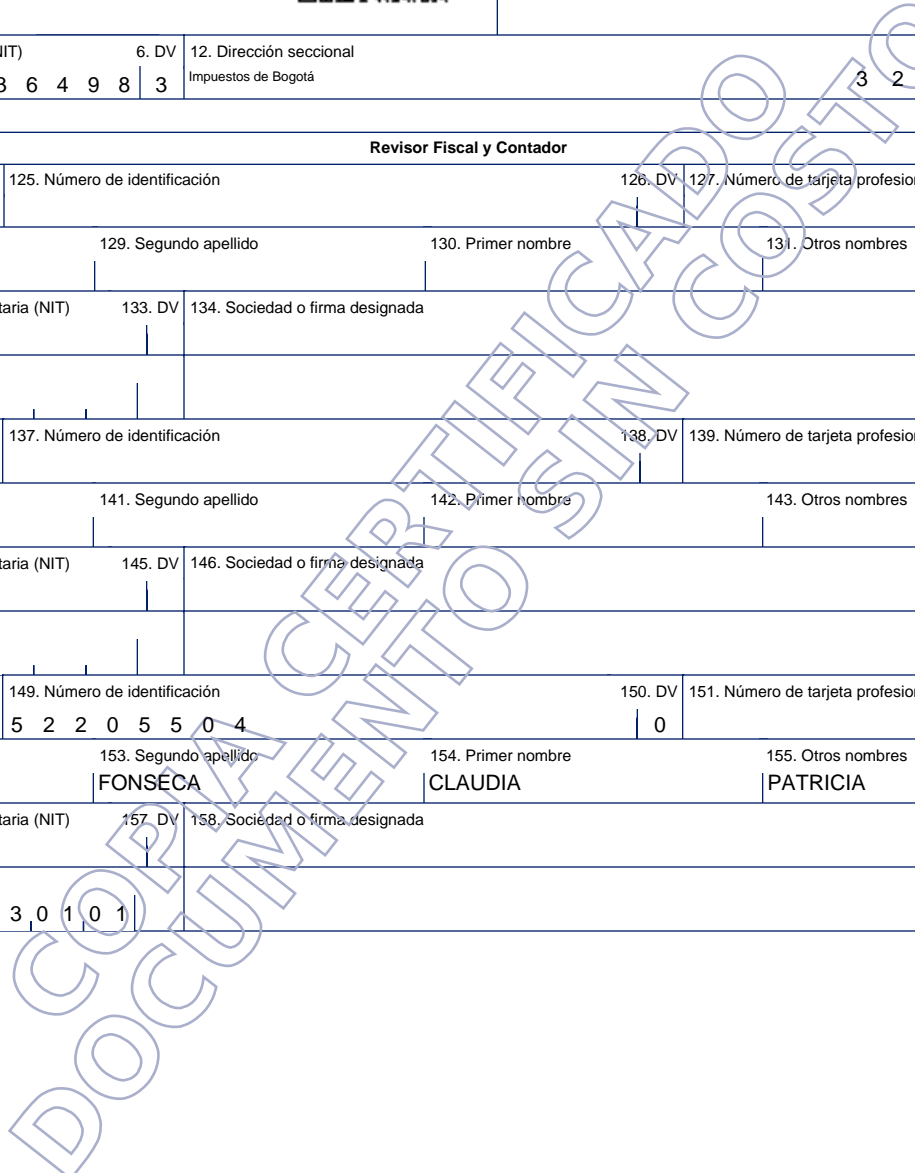 NIT) 6. DV 12. Dirección seccional
3 6 4 9 8 3 Impuestos de Bogotá 3 2
Revisor Fiscal y Contador
125. Número de identificación 126. DV 127. Número de tarjeta profesion
129. Segundo apellido 130. Primer nombre 131. Otros nombres
taria (NIT) 133. DV 134. Sociedad o firma designada
137. Número de identificación 138. DV 139. Número de tarjeta profesion
141. Segundo apellido 142. Primer nombre 143. Otros nombres
taria (NIT) 145. DV 146. Sociedad o firma designada
149. Número de identificación 150. DV 151. Número de tarjeta profesion
5 2 2 0 5 5 0 4 0
153. Segundo apellido 154. Primer nombre 155. Otros nombres
FONSECA CLAUDIA PATRICIA
taria (NIT) 157. DV 158. Sociedad o firma designada
3 0 1 0 1
COPIA CERTIFICADO
DOCUMENTO SIN COSTO